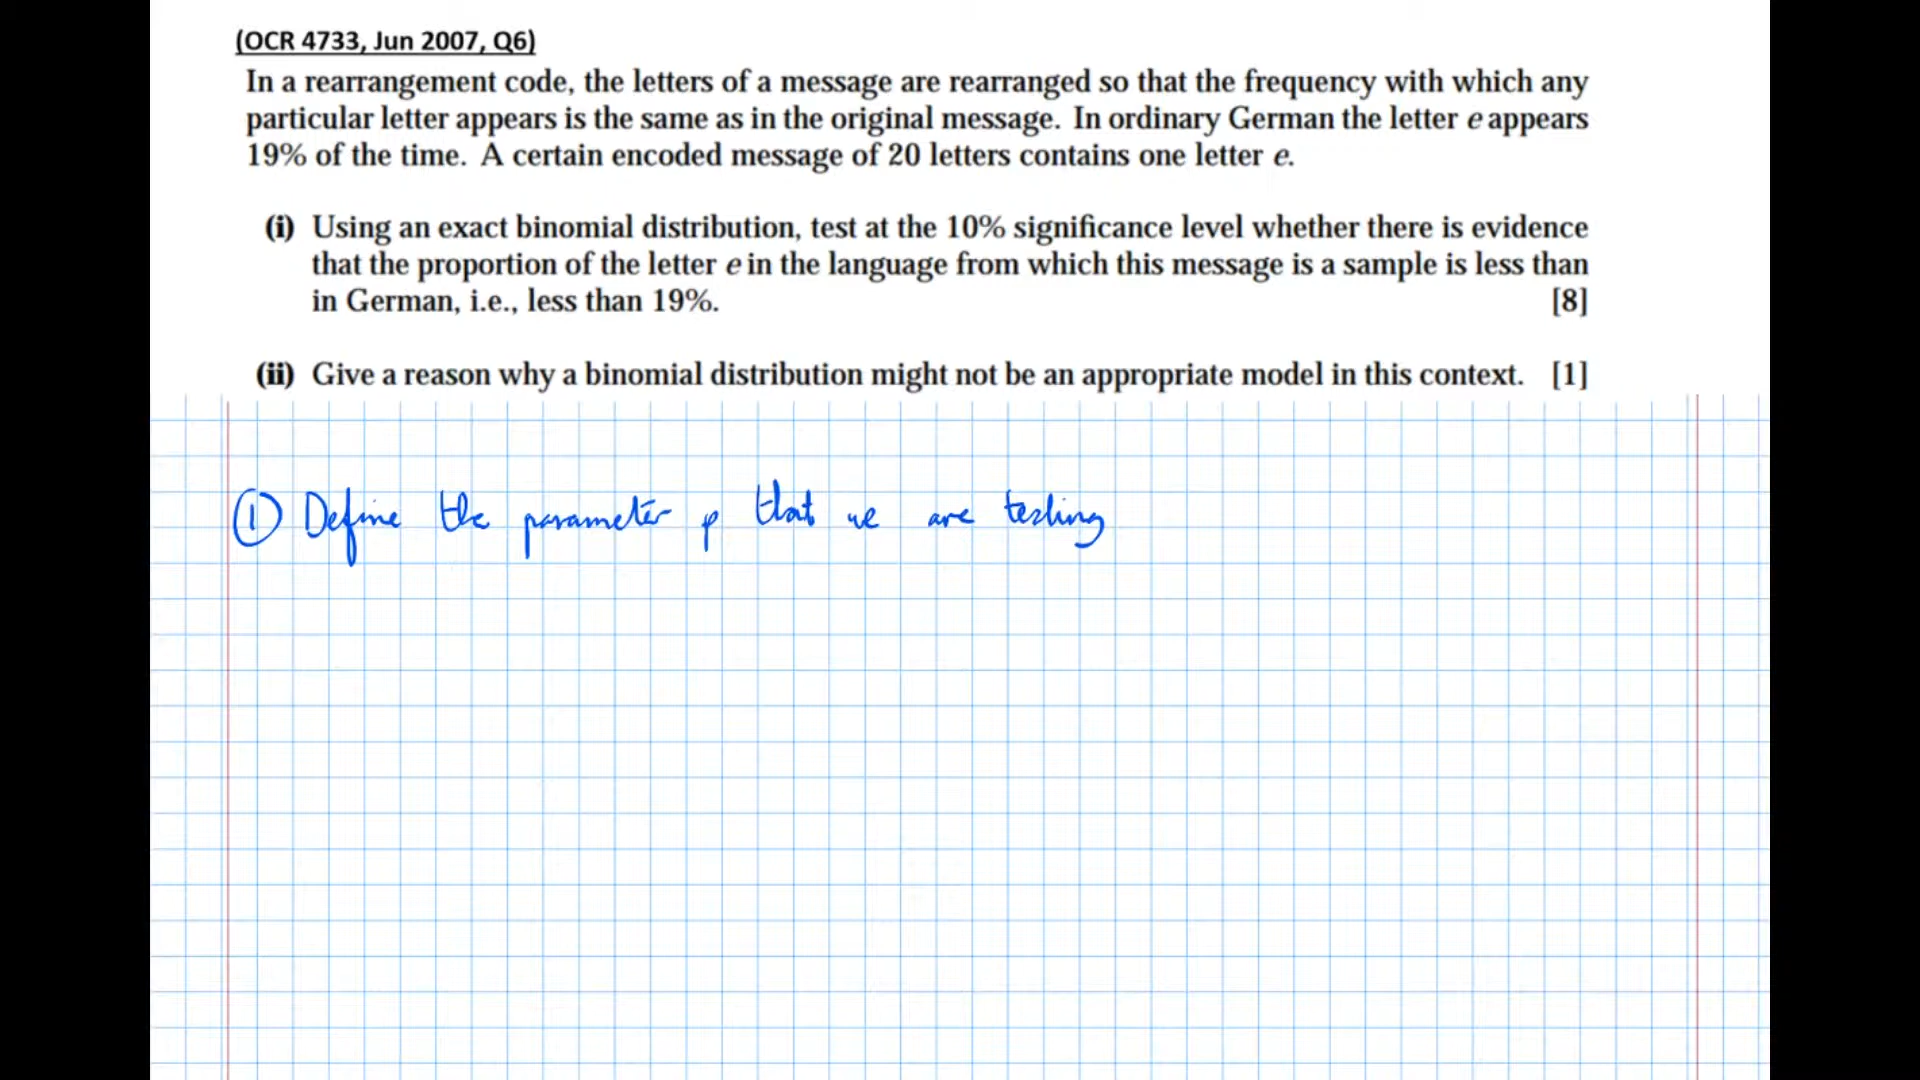 (OCR 4733, Jun 2007, Q6)
In a rearrangement code, the letters of a message are rearranged so that the frequency with which any
particular letter appears is the same as in the original message. In ordinary German the letter e appears
19% of the time. A certain encoded message of 20 letters contains one letter e.
(i) Using an exact binomial distribution, test at the 10% significance level whether there is evidence
that the proportion of the letter e in the language from which this message is a sample is less than
in German, i.e., less than 19%. [8]
(ii) Give a reason why a binomial distribution might not be an appropriate model in this context. [1]
① Define the parameter p that we are testing